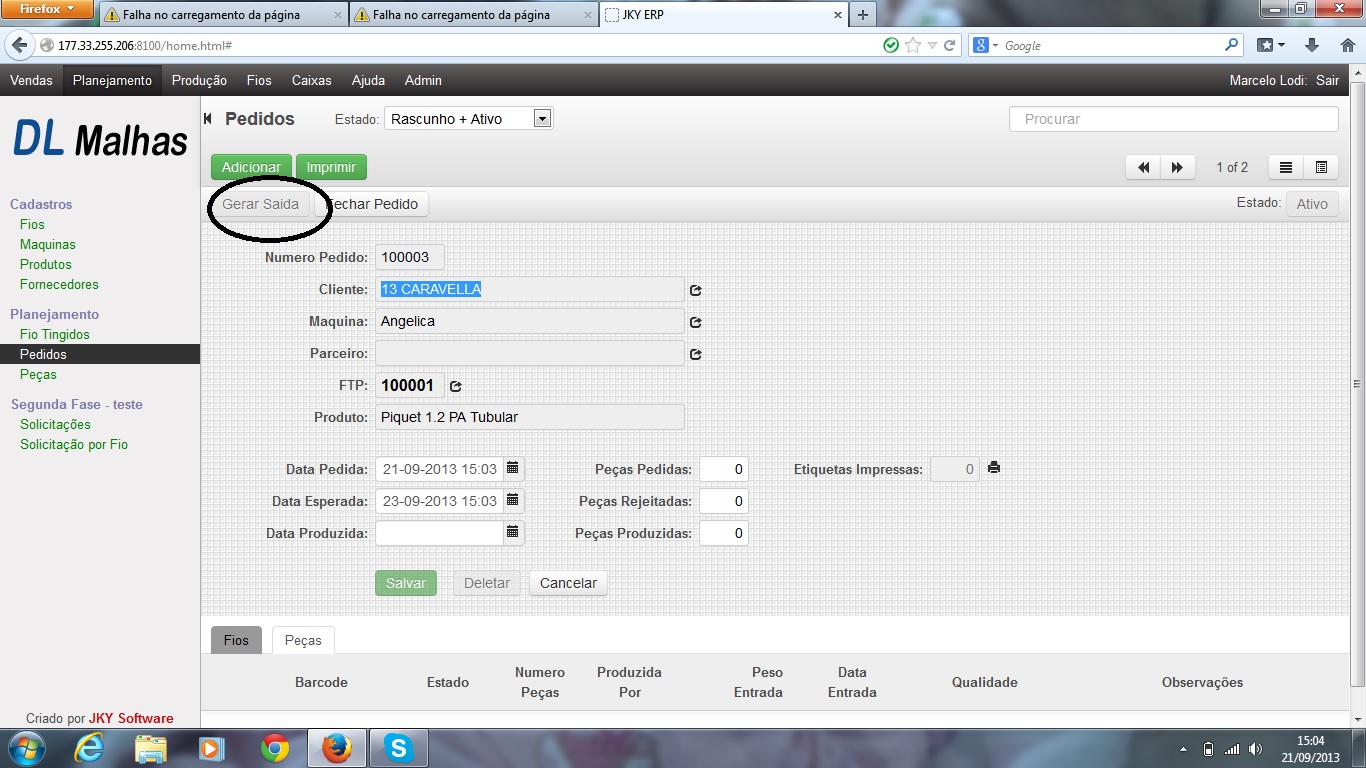 Firefox
Falha no carregamento da página
Falha no carregamento da página
JKY ERP
177.33.255.206:8100/home.html#
Google
Vendas Planejamento Produção Fios Caixas Ajuda Admin
Marcelo Lodi: Sair
DL Malhas
Cadastros
Fios
Maquinas
Produtos
Fornecedores
Planejamento
Fio Tingidos
Pedidos
Peças
Segunda Fase - teste
Solicitações
Solicitação por Fio
Criado por JKY Software
Pedidos
Estado: Rascunho + Ativo
Procurar
Adicionar Imprimir
1 of 2
Gerar Saida Fechar Pedido
Estado: Ativo
Numero Pedido: 100003
Cliente: 13 CARAVELLA
Maquina: Angelica
Parceiro:
FTP: 100001
Produto: Piquet 1.2 PA Tubular
Data Pedida: 21-09-2013 15:03 Peças Pedidas: 0 Etiquetas Impressas: 0
Data Esperada: 23-09-2013 15:03 Peças Rejeitadas: 0
Data Produzida: Peças Produzidas: 0
Salvar Deletar Cancelar
Fios Peças
Barcode Estado Numero Peças Produzida Por Peso Entrada Data Entrada Qualidade Observações
15:04
21/09/2013